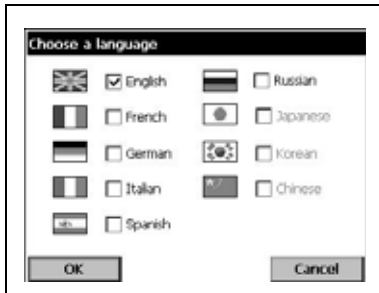 Choose a language
English Russian
French Japanese
German Korean
Italian Chinese
Spanish
OK Cancel